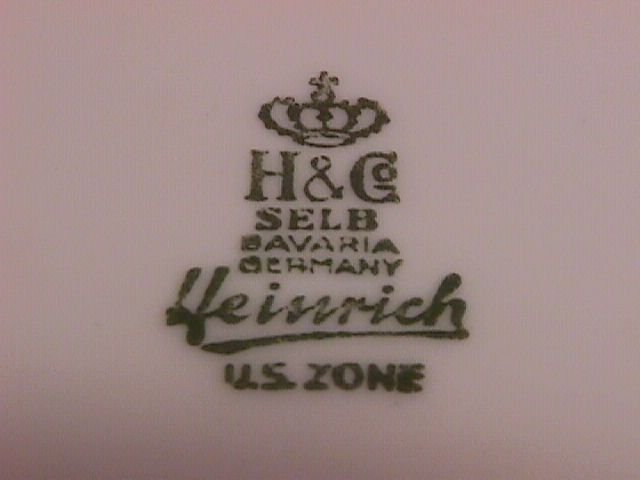 H&Co
SELB
BAVARIA
GERMANY
Heinrich
U.S. ZONE